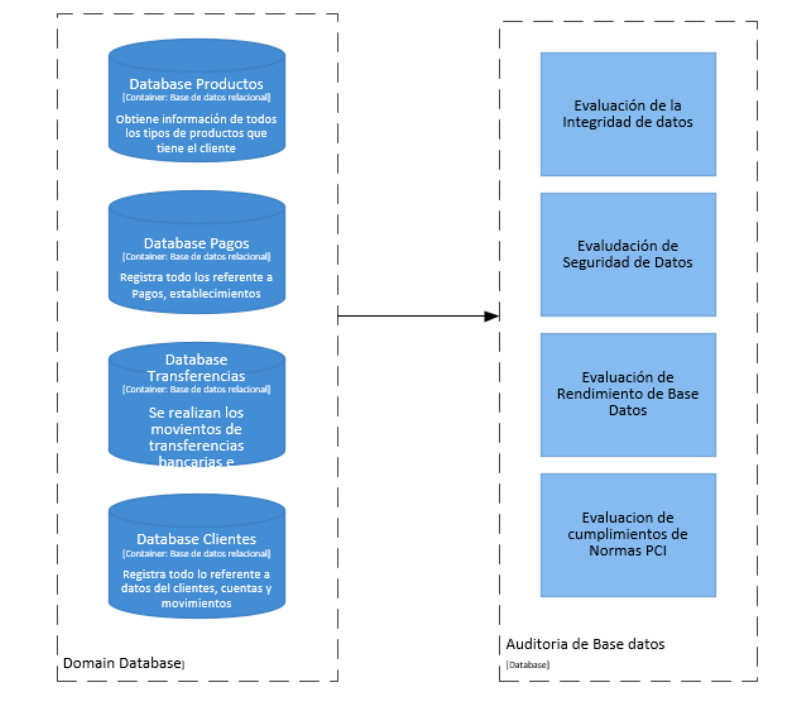 Database Productos
[Container: Base de datos relacional]
Obtiene información de todos
los tipos de productos que
tiene el cliente
Database Pagos
[Container: Base de datos relacional]
Registra todo los referente a
Pagos, establecimientos
Database
Transferencias
[Container: Base de datos relacional]
Se realizan los
movientos de
transferencias
bancarias e
Database Clientes
[Container: Base de datos relacional]
Registra todo lo referente a
datos del clientes, cuentas y
movimientos
Domain Database]
Evaluación de la
Integridad de datos
Evaludación de
Seguridad de Datos
Evaluación de
Rendimiento de Base
Datos
Evaluacion de
cumplimientos de
Normas PCI
Auditoria de Base datos
[Database]